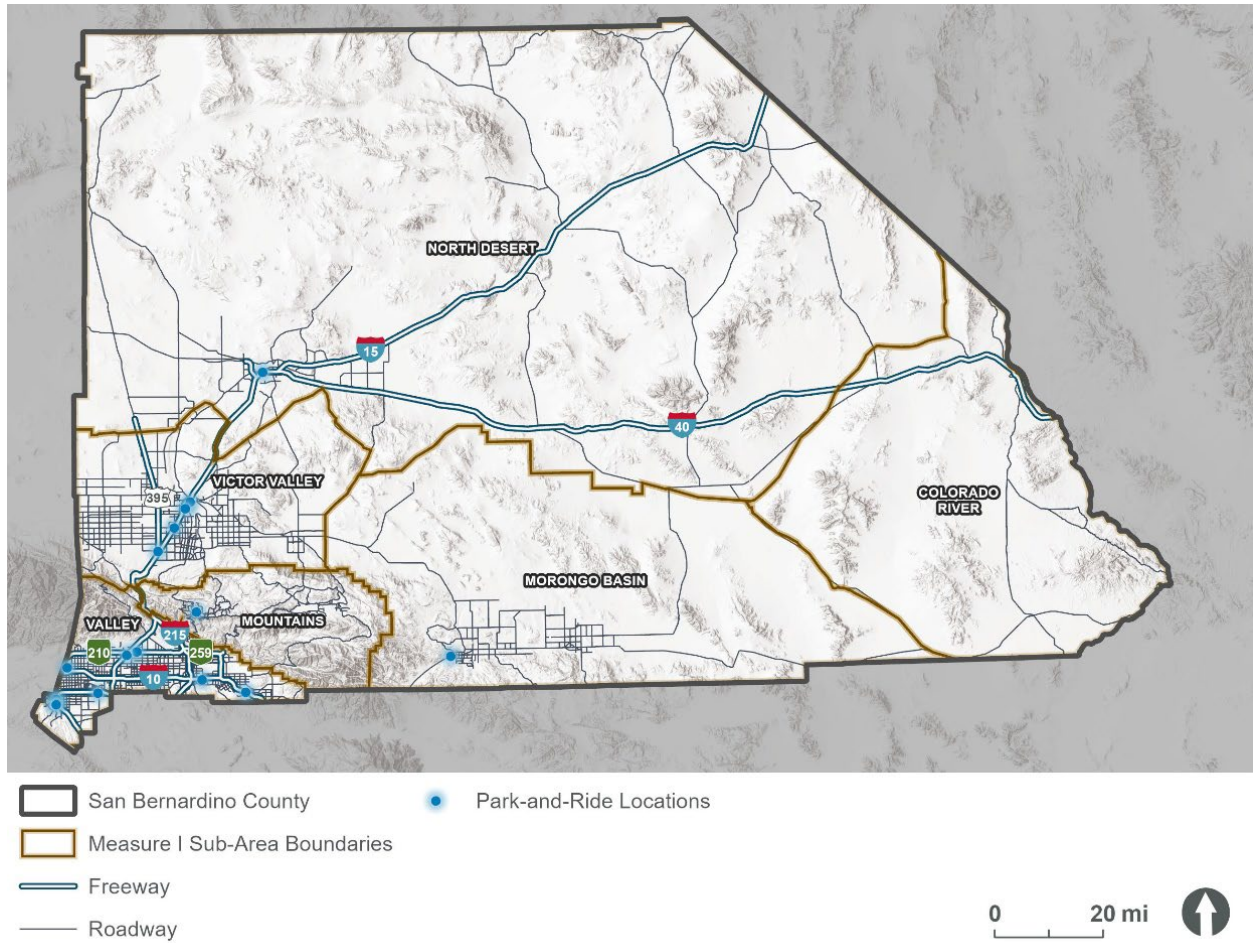 NORTH DESERT
15
40
395
VICTOR VALLEY
COLORADO
RIVER
MORONGO BASIN
VALLEY
MOUNTAINS
215
210
259
10
San Bernardino County
Park-and-Ride Locations
Measure I Sub-Area Boundaries
Freeway
Roadway
0 20 mi